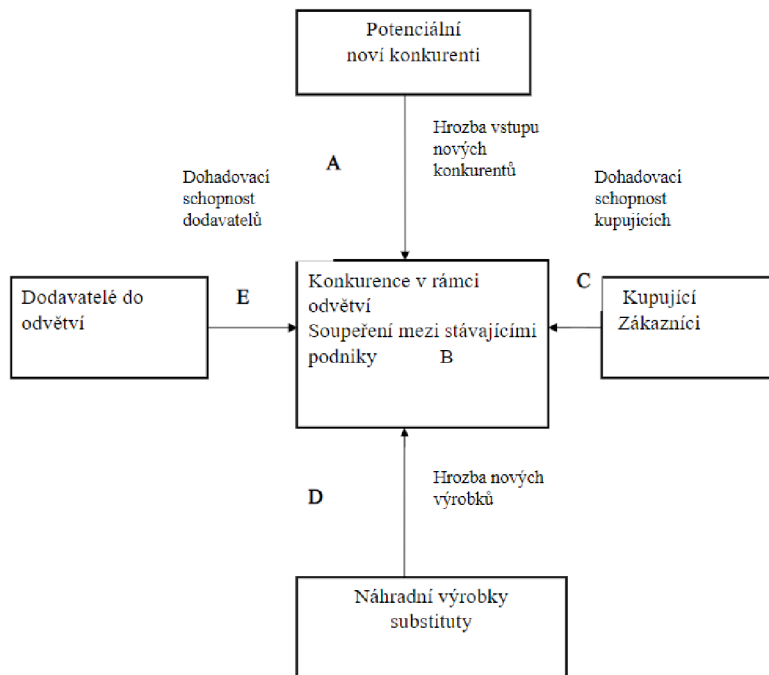 Potenciální
noví konkurenti
Hrozba vstupu
nových
konkurentů
A
Dohadovací
schopnost
dodavatelů
Dohadovací
schopnost
kupujících
Dodavatelé do
odvětví
E
Konkurence v rámci
odvětví
Soupeření mezi stávajícími
podniky B
C
Kupující
Zákazníci
D
Hrozba nových
výrobků
Náhradní výrobky
substituty